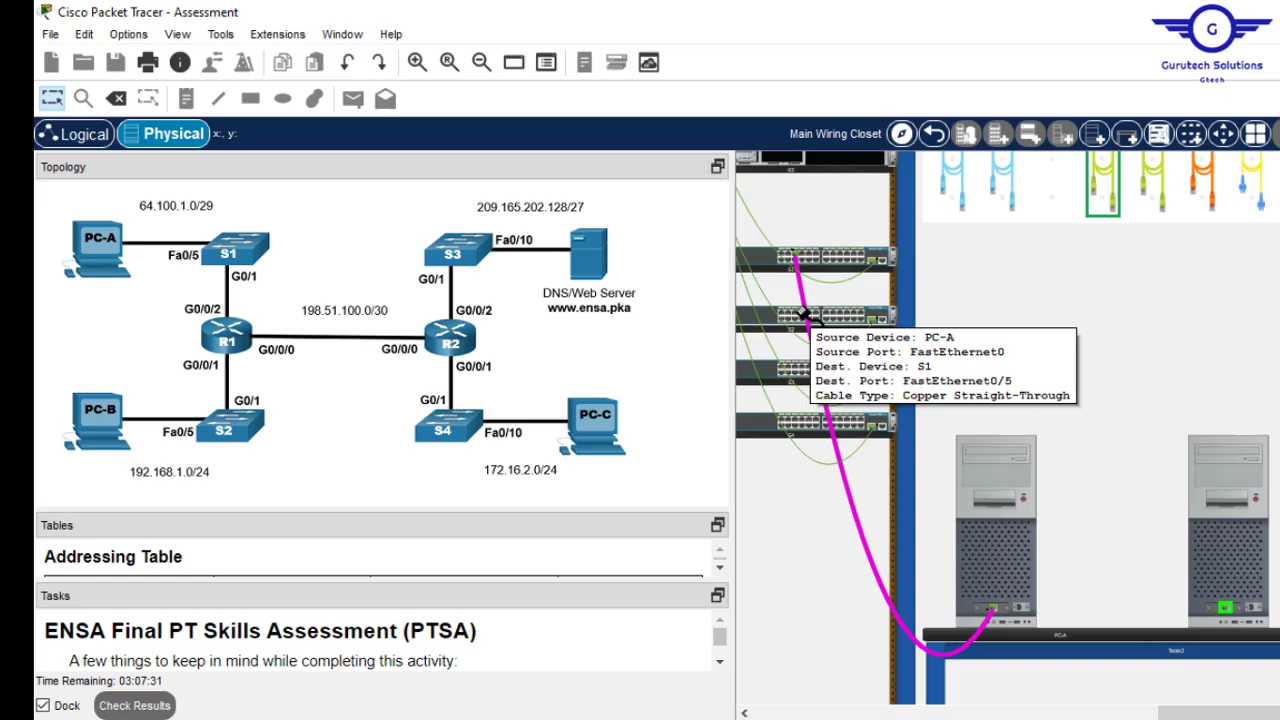 Cisco Packet Tracer - Assessment
File Edit Options View Tools Extensions Window Help
G
Gurutech Solutions
Gtech
Logical Physical x:, y:
Main Wiring Closet
Topology
64.100.1.0/29
209.165.202.128/27
PC-A
Fa0/5
S1
S3
Fa0/10
G0/1
G0/1
DNS/Web Server
www.ensa.pka
G0/0/2
198.51.100.0/30
G0/0/2
R1
G0/0/0
G0/0/0
R2
G0/0/1
G0/0/1
PC-B
G0/1
G0/1
PC-C
Fa0/5
S2
S4
Fa0/10
192.168.1.0/24
172.16.2.0/24
Tables
Addressing Table
Tasks
ENSA Final PT Skills Assessment (PTSA)
A few things to keep in mind while completing this activity:
Time Remaining: 03:07:31
Dock Check Results
R2
S1
S2
Source Device: PC-A
Source Port: FastEthernet0
Dest. Device: S1
Dest. Port: FastEthernet0/5
Cable Type: Copper Straight-Through
PC-A